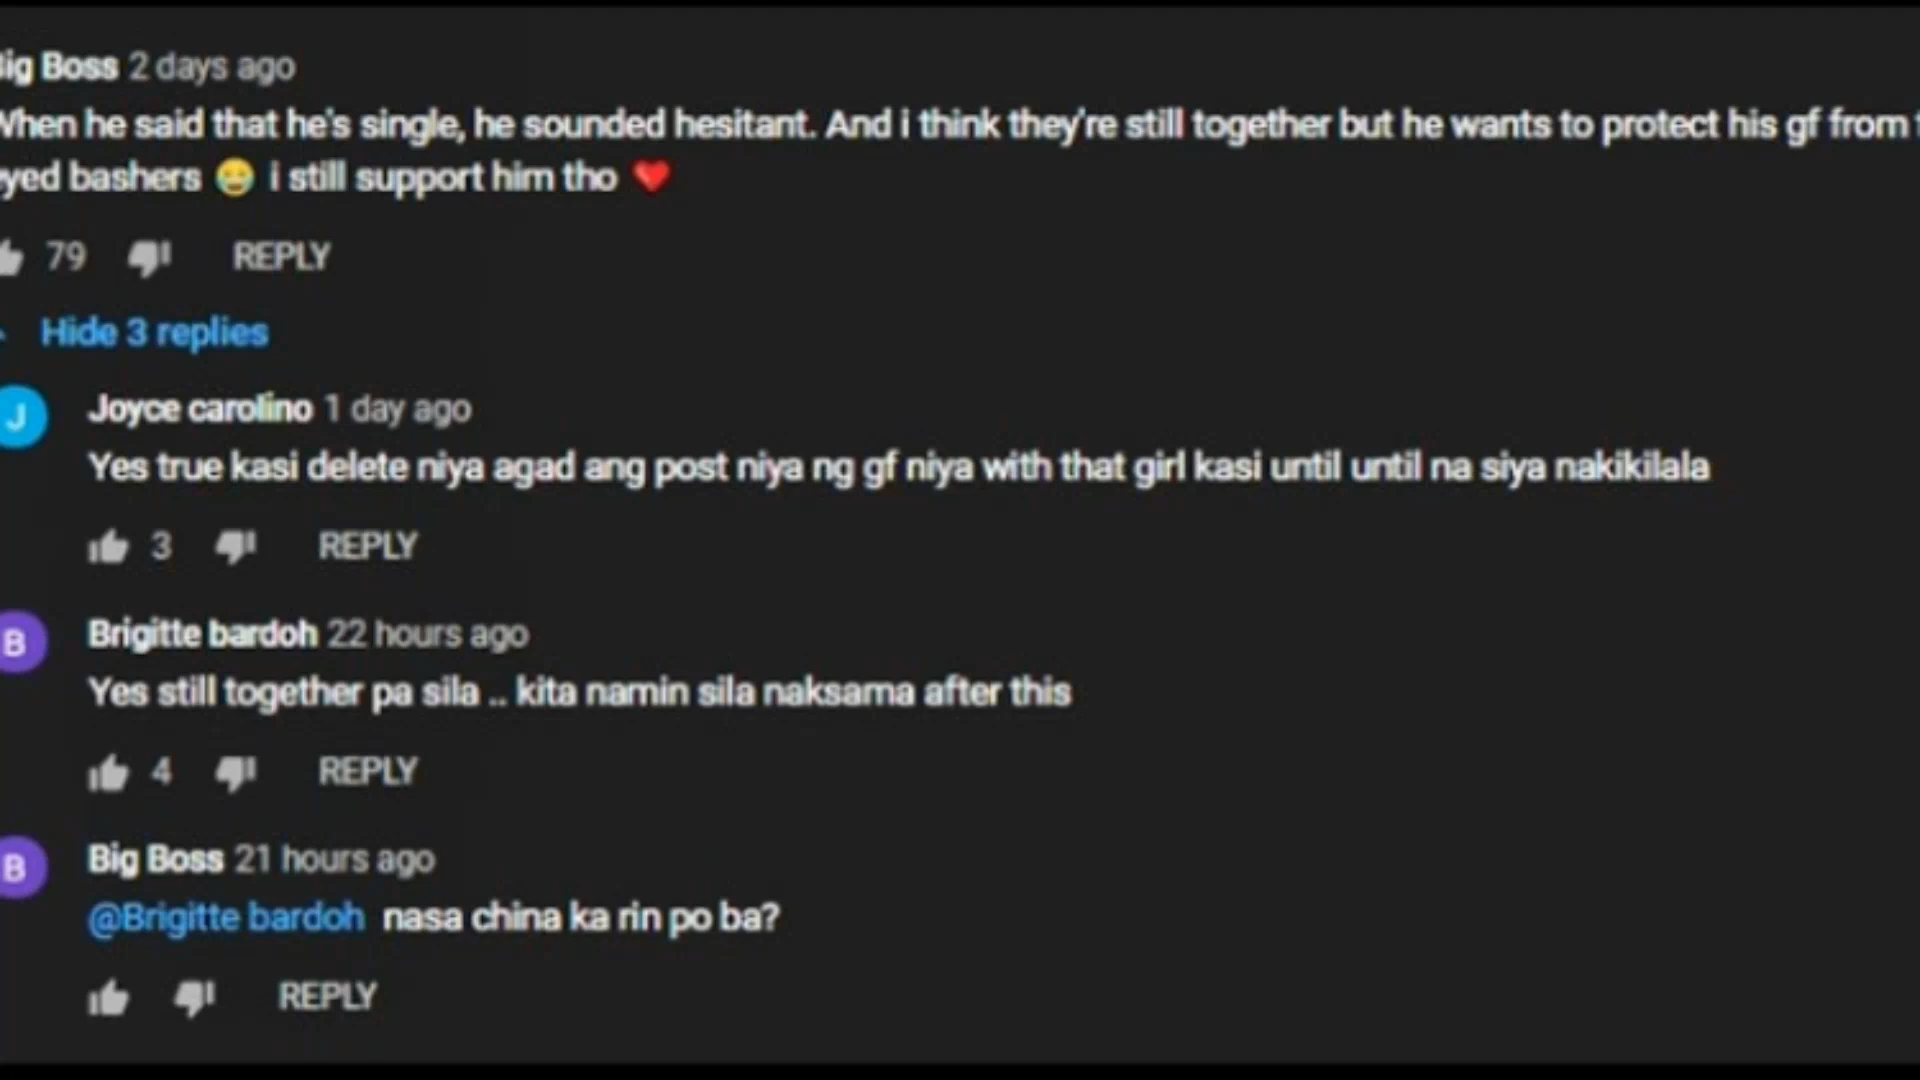 ig Boss 2 days ago
When he said that he's single, he sounded hesitant. And i think they're still together but he wants to protect his gf from
yed bashers 😂 i still support him tho ❤️
79 REPLY
Hide 3 replies
J
Joyce carolino 1 day ago
Yes true kasi delete niya agad ang post niya ng gf niya with that girl kasi until until na siya nakikilala
3 REPLY
B
Brigitte bardoh 22 hours ago
Yes still together pa sila .. kita namin sila naksama after this
4 REPLY
B
Big Boss 21 hours ago
@Brigitte bardoh nasa china ka rin po ba?
REPLY